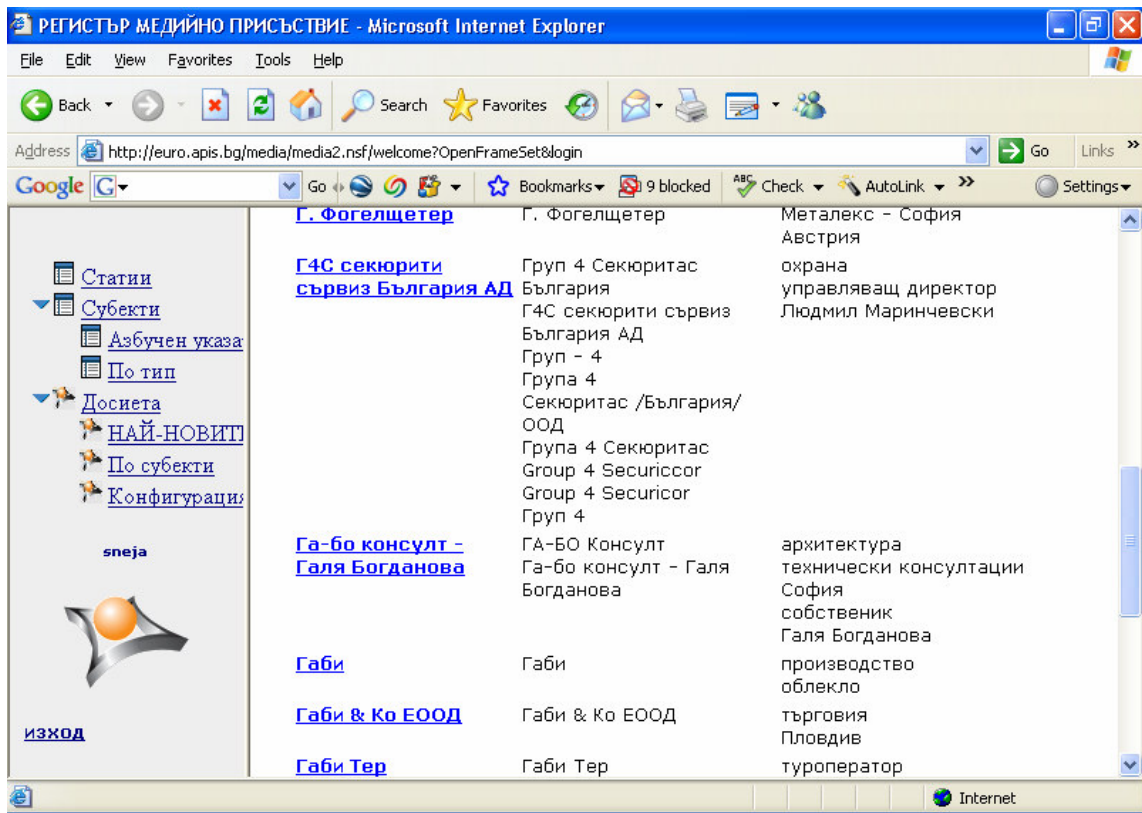 РЕГИСТЪР МЕДИЙНО ПРИСЪСТВИЕ - Microsoft Internet Explorer
File Edit View Favorites Tools Help
Back Search Favorites
Address http://euro.apis.bg/media/media2.nsf/welcome?OpenFrameSet&login Go Links »
Google G Go Bookmarks 9 blocked ABC Check AutoLink » Settings
Статии
Субекти
Азбучен указа
По тип
Досиета
НАЙ-НОВИТ
По субекти
Конфигурация
sneja
изход
Г. Фогелщетер Г. Фогелщетер Металекс - София
Австрия
Г4С секюрити Груп 4 Секюритас охрана
сървиз България АД България управляващ директор
Г4С секюрити сървиз Людмил Маринчевски
България АД
Груп - 4
Група 4
Секюритас /България/
ООД
Група 4 Секюритас
Group 4 Securiccor
Group 4 Securicor
Груп 4
Га-бо консулт - ГА-БО Консулт архитектура
Галя Богданова Га-бо консулт - Галя технически консултации
Богданова София
собственик
Галя Богданова
Габи Габи производство
облекло
Габи & Ко ЕООД Габи & Ко ЕООД търговия
Пловдив
Габи Тер Габи Тер туроператор
Internet